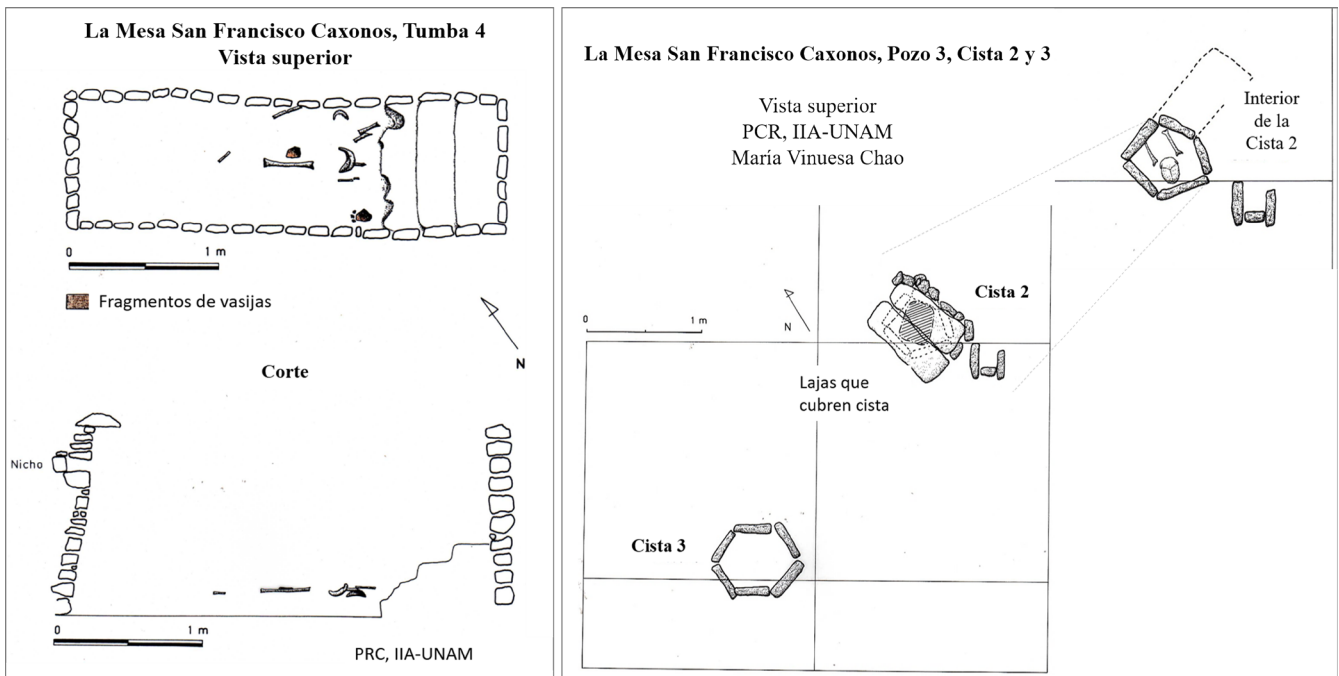 La Mesa San Francisco Caxonos, Tumba 4
Vista superior
0 1 m
Fragmentos de vasijas
N
Corte
Nicho
0 1 m
PRC, IIA-UNAM
La Mesa San Francisco Caxonos, Pozo 3, Cista 2 y 3
Vista superior
PCR, IIA-UNAM
María Vinuesa Chao
Interior
de la
Cista 2
Cista 2
0 1 m
N
Lajas que
cubren cista
Cista 3